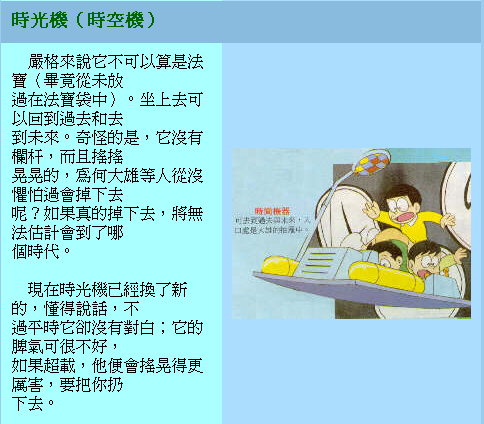 時光機（時空機）
嚴格來說它不可以算是法
寶（畢竟從未放
過在法寶袋中）。坐上去可
以回到過去和去
到未來。奇怪的是，它沒有
欄杆，而且搖搖
晃晃的，為何大雄等人從沒
懼怕過會掉下去
呢？如果真的掉下去，將無
法估計會到了哪
個時代。
現在時光機已經換了新
的，懂得說話，不
過平時它卻沒有對白；它的
脾氣可很不好，
如果超載，他便會搖晃得更
厲害，要把你扔
下去。
時間機器
可去到過去與未來，入
口處是大雄的抽屜中。